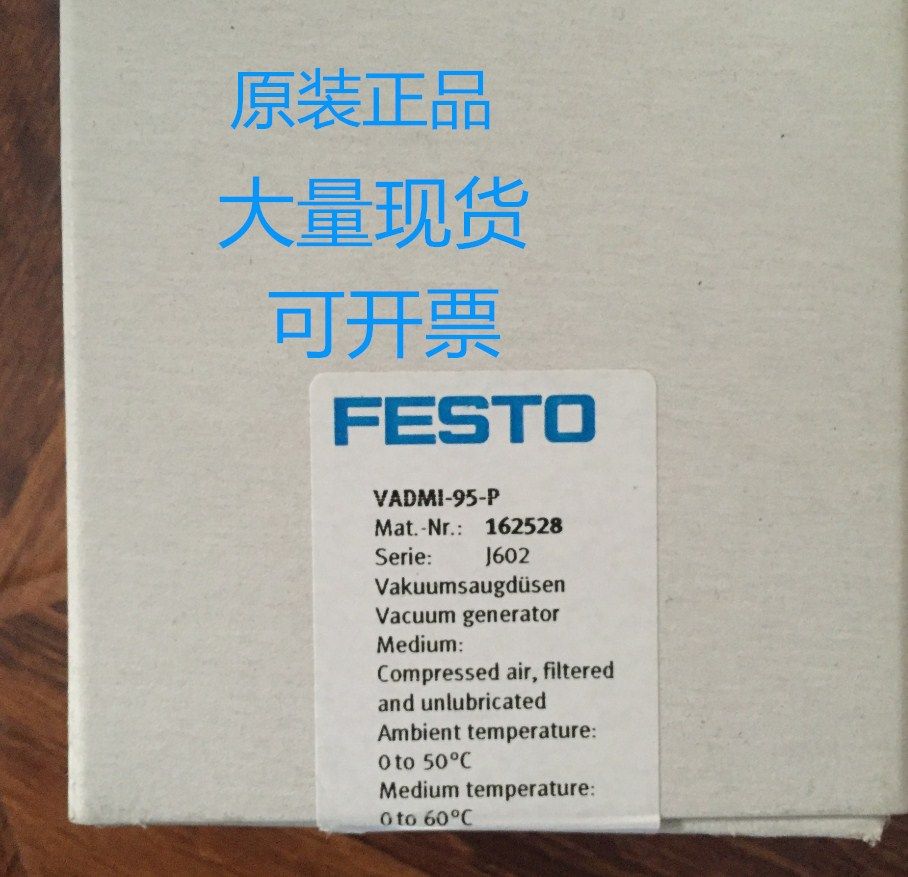 原装正品
大量现货
可开票
FESTO
VADMI-95-P
Mat.-Nr.: 162528
Serie: J602
Vakuumsaugdüsen
Vacuum generator
Medium:
Compressed air, filtered
and unlubricated
Ambient temperature:
0 to 50°C
Medium temperature:
0 to 60°C